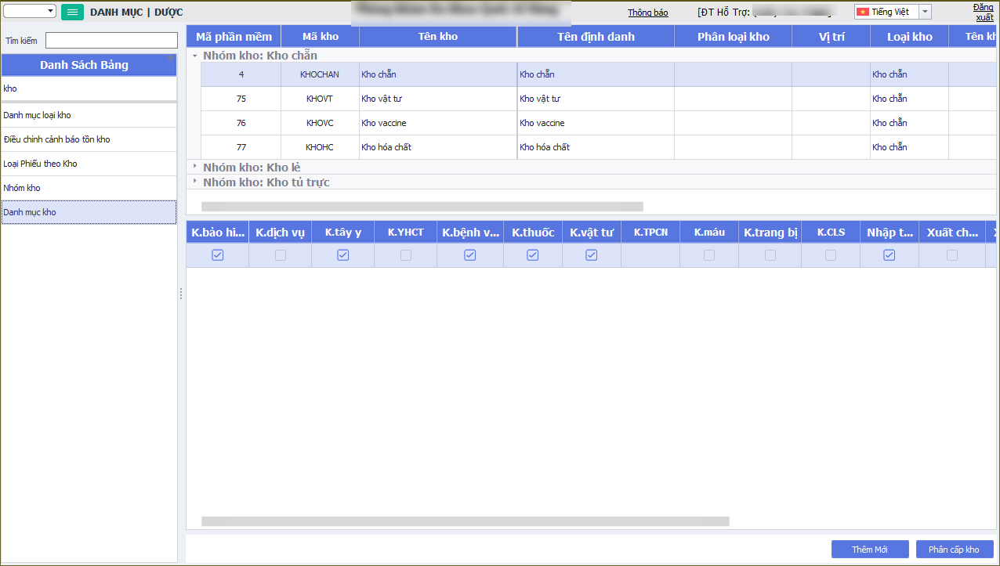 DANH MỤC | DƯỢC
Thông báo
[ĐT Hỗ Trợ:
Tiếng Việt
Đăng
xuất
Tìm kiếm
Danh Sách Bảng
kho
Danh mục loại kho
Điều chỉnh cảnh báo tồn kho
Loại Phiếu theo Kho
Nhóm kho
Danh mục kho
Mã phần mềm Mã kho Tên kho Tên định danh Phân loại kho Vị trí Loại kho Tên kh
Nhóm kho: Kho chẵn
4 KHOCHAN Kho chẵn Kho chẵn Kho chẵn
75 KHOVT Kho vật tư Kho vật tư Kho chẵn
76 KHOVC Kho vaccine Kho vaccine Kho chẵn
77 KHOHC Kho hóa chất Kho hóa chất Kho chẵn
Nhóm kho: Kho lẻ
Nhóm kho: Kho tủ trực
K.bảo hi... K.dịch vụ K.tây y K.YHCT K.bệnh v... K.thuốc K.vật tư K.TPCN K.máu K.trang bị K.CLS Nhập t... Xuất ch...
Thêm Mới Phân cấp kho